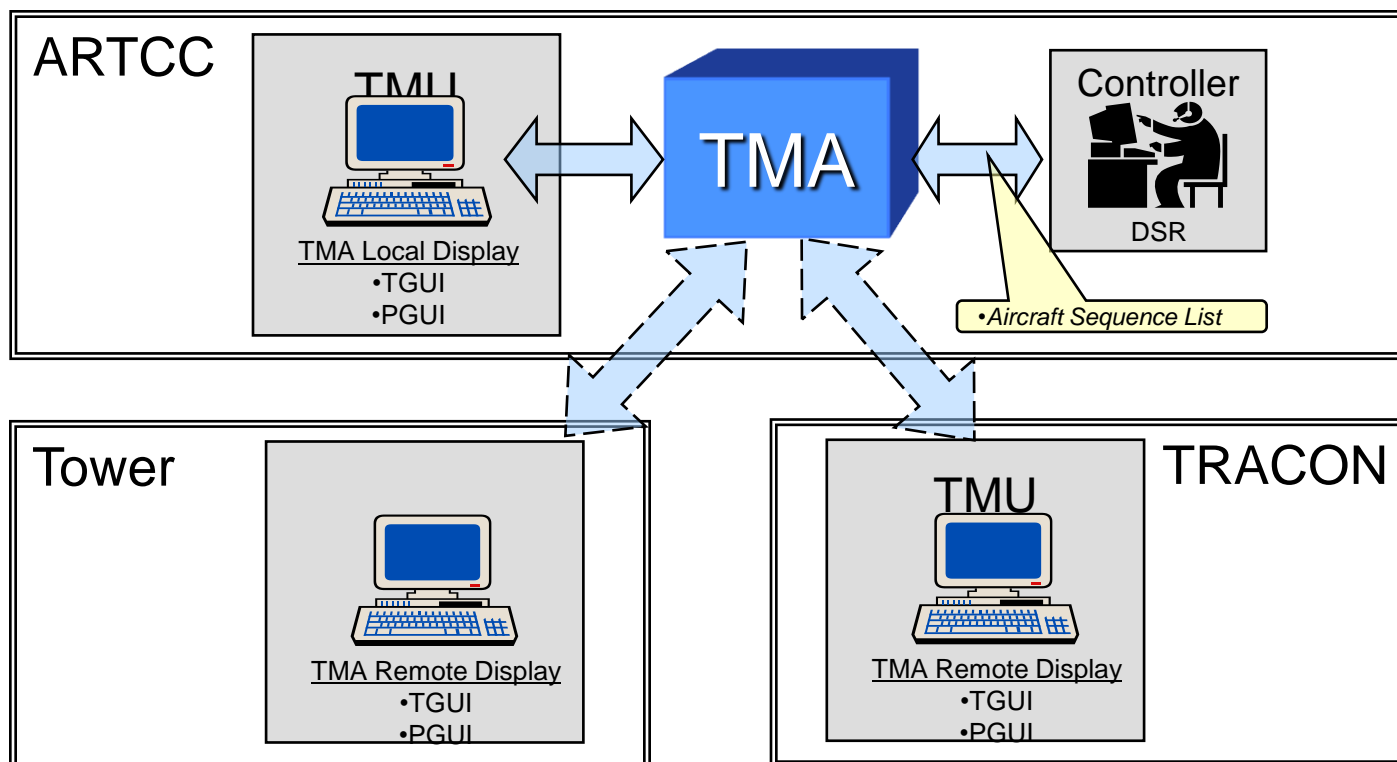 ARTCC
TMU
TMA Local Display
•TGUI
•PGUI
TMA
Controller
DSR
•Aircraft Sequence List
Tower
TMA Remote Display
•TGUI
•PGUI
TRACON
TMU
TMA Remote Display
•TGUI
•PGUI